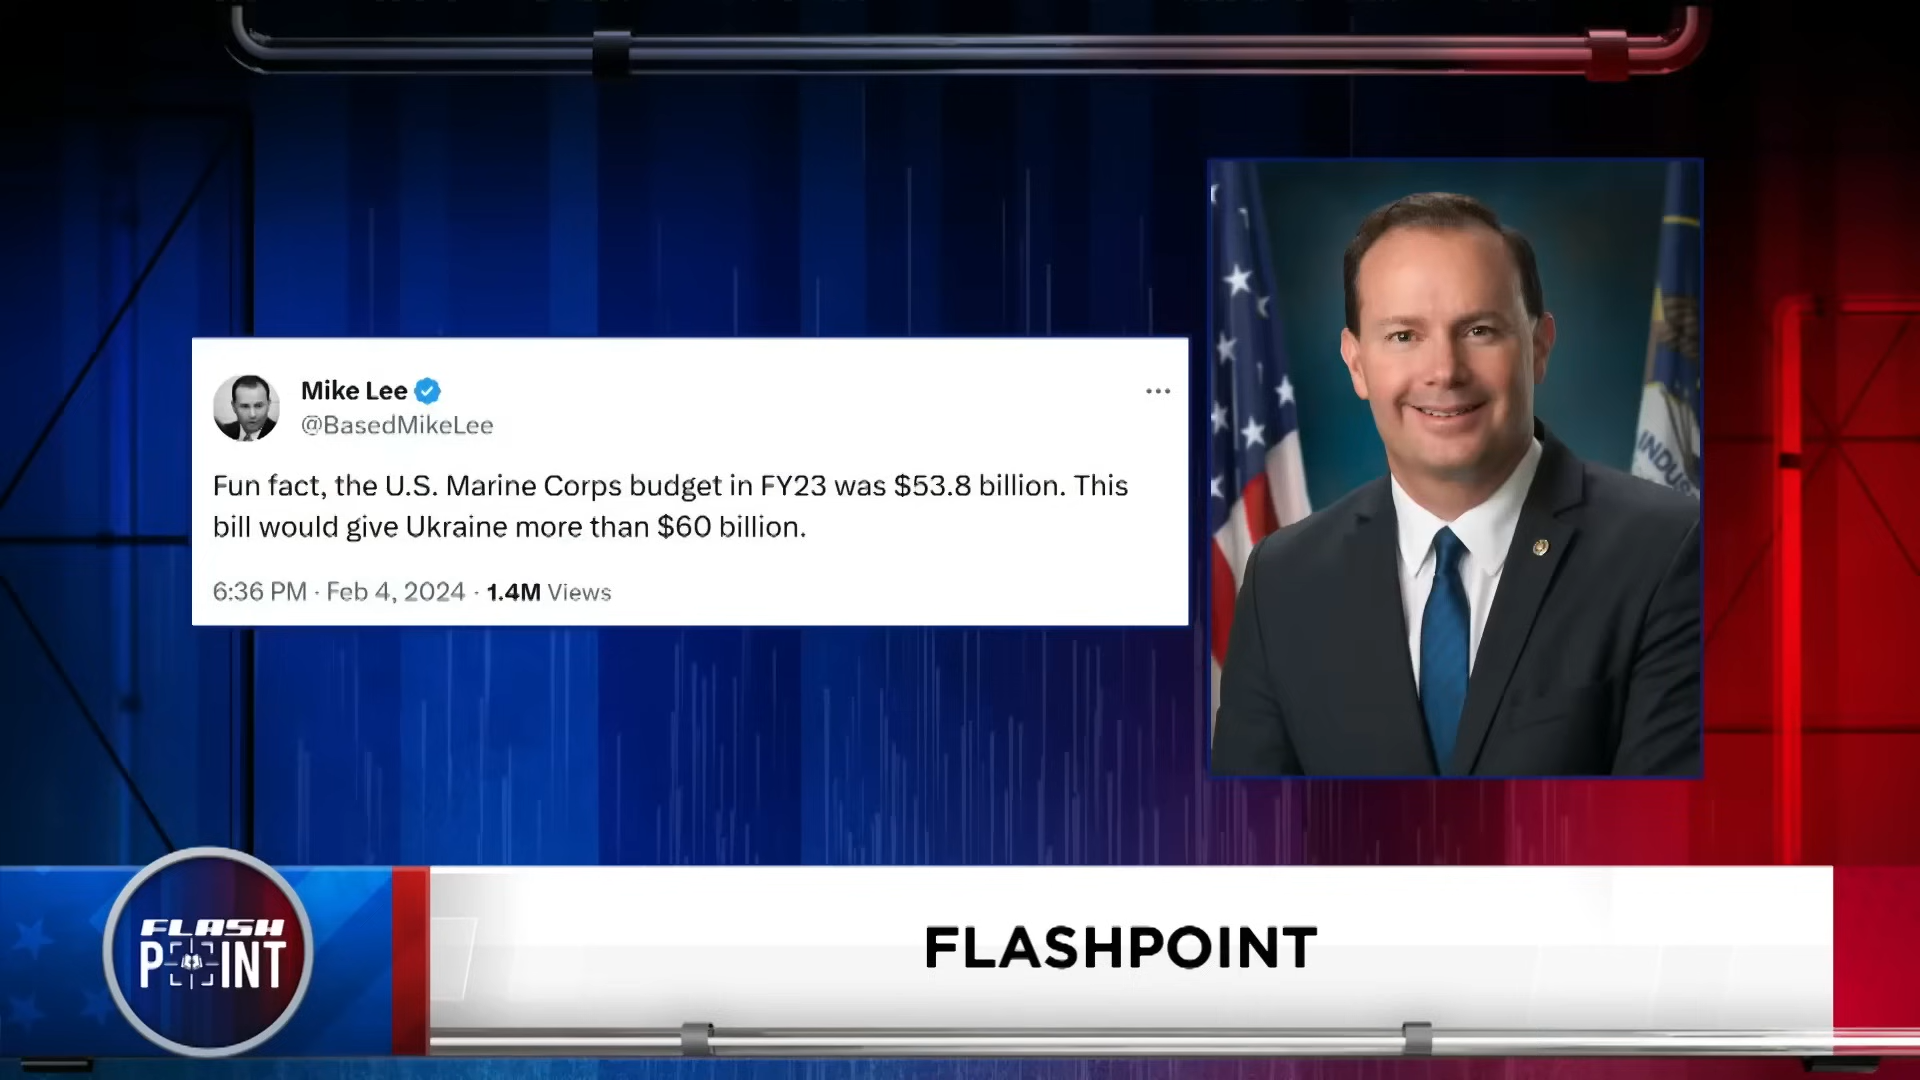 Mike Lee
@BasedMikeLee
Fun fact, the U.S. Marine Corps budget in FY23 was $53.8 billion. This
bill would give Ukraine more than $60 billion.
6:36 PM · Feb 4, 2024 · 1.4M Views
INDUS
FLASH
POINT
FLASHPOINT